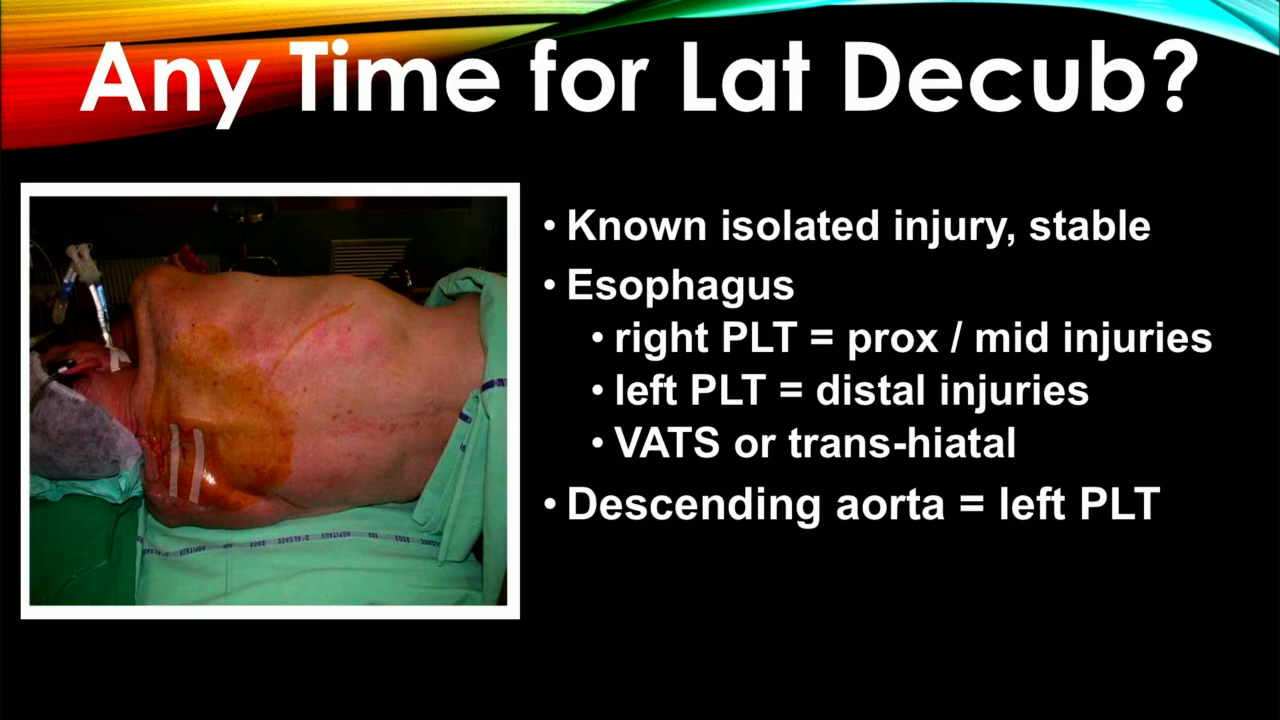 Any Time for Lat Decub?
• Known isolated injury, stable
• Esophagus
• right PLT = prox / mid injuries
• left PLT = distal injuries
• VATS or trans-hiatal
• Descending aorta = left PLT